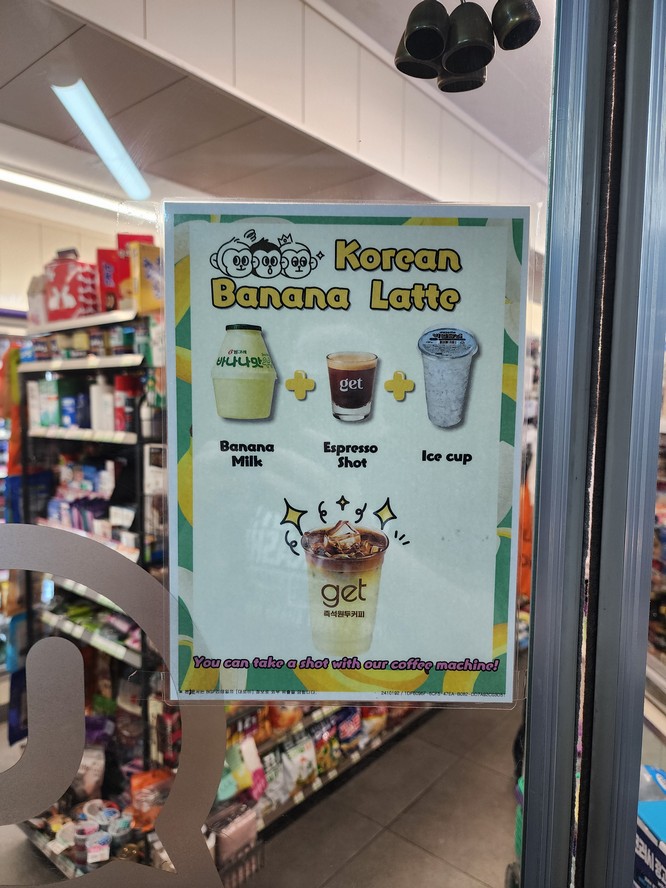 Korean
Banana Latte
바나나맛
get
Banana
Milk
Espresso
Shot
Ice cup
get
즉석원두커피
You can take a shot with our coffee machine!